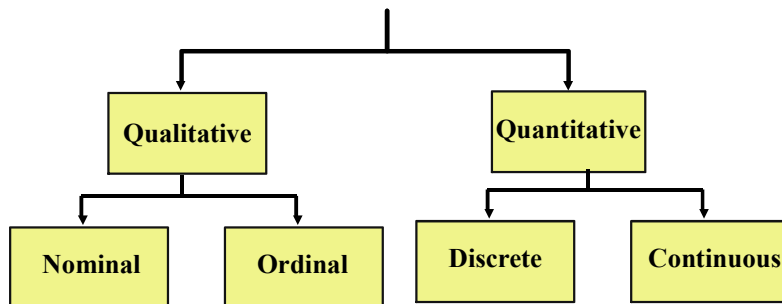 Qualitative
Quantitative
Nominal
Ordinal
Discrete
Continuous